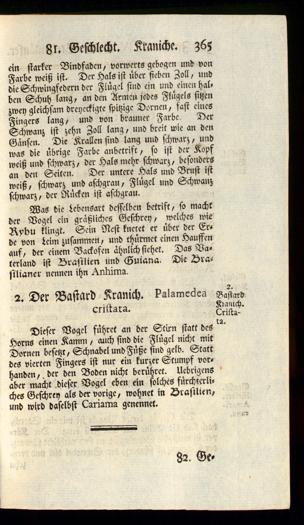 81. Geschlecht. Kraniche. 365
ein starker Bindfaden, vorwerts gebogen und von
Farbe weiß ist. Der Hals ist über sieben Zoll, und
die Schwingfedern der Flügel sind ein und einen hal-
ben Schuh lang, an den Armen jedes Flügels sitzen
zwey gleichsam dreyeckigte spitzige Dornen, fast eines
Fingers lang, und von brauner Farbe. Der
Schwanz ist zehn Zoll lang, und breit wie an den
Gänsen. Die Krallen sind lang und schwarz, und
was die übrige Farbe anbetrift, so ist der Kopf
weiß und schwarz, der Hals mehr schwarz, besonders
an den Seiten. Der untere Hals und Brust ist
weiß, schwarz und aschgrau, Flügel und Schwanz
schwarz, der Rücken ist aschgrau.
Was die Lebensart desselben betrift, so macht
der Vogel ein gräßliches Geschrey, welches wie
Rybu klingt. Sein Nest knetet er über der Er-
de von Leim zusammen, und thürmet einen Hauffen
auf, der einem Backofen ähnlich siehet. Das Va-
terland ist Brasilien und Guiana. Die Bra-
silianer nennen ihn Anhima.
2. Der Bastard Kranich. Palamedea
cristata.
2.
Bastard
Kranich.
Crista-
ta.
Dieser Vogel führet an der Stirn statt des
Horns einen Kamm, auch sind die Flügel nicht mit
Dornen besetzt, Schnabel und Füße sind gelb. Statt
des vierten Fingers ist nur ein kurzer Stumpf vor-
handen, der den Boden nicht berühret. Uebrigens
aber macht dieser Vogel eben ein solches fürchterli-
ches Geschrey als der vorige, wohnet in Brasilien,
und wird daselbst Cariama genennet.
82. Ge-